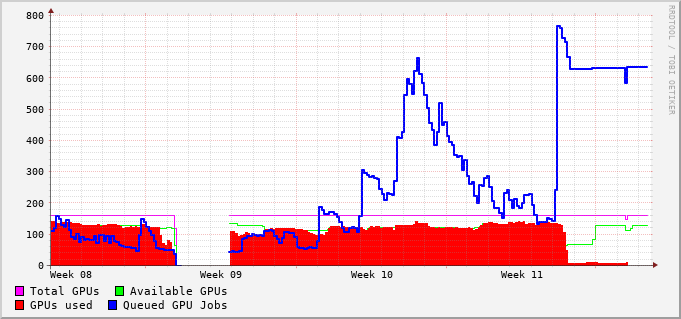 800
700
600
500
400
300
200
100
0
Week 08 Week 09 Week 10 Week 11
Total GPUs Available GPUs
GPUs used Queued GPU Jobs
RRDTOOL / TOBI OETIKER